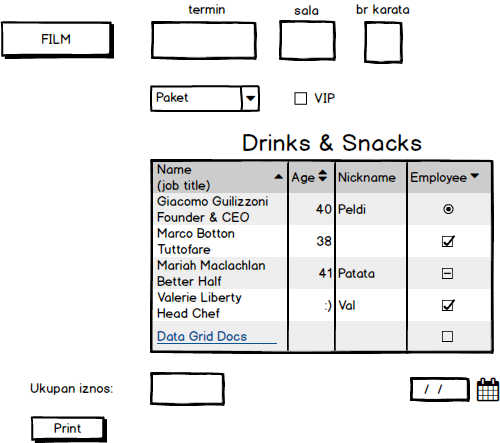 termin
sala
br karata
FILM
Paket
VIP
Drinks & Snacks
Name
(job title)
Age
Nickname
Employee
Giacomo Guilizzoni
Founder & CEO
40
Peldi
Marco Botton
Tuttofare
38
Mariah Maclachlan
Better Half
41
Patata
Valerie Liberty
Head Chef
:)
Val
Data Grid Docs
Ukupan iznos:
/ /
Print